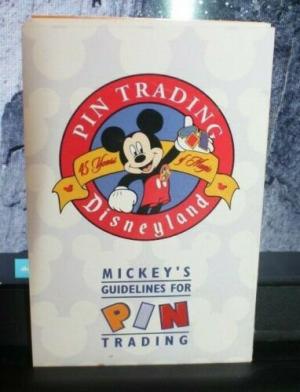 PIN TRADING
45 Years of Magic
Disneyland
MICKEY'S
GUIDELINES FOR
PIN
TRADING